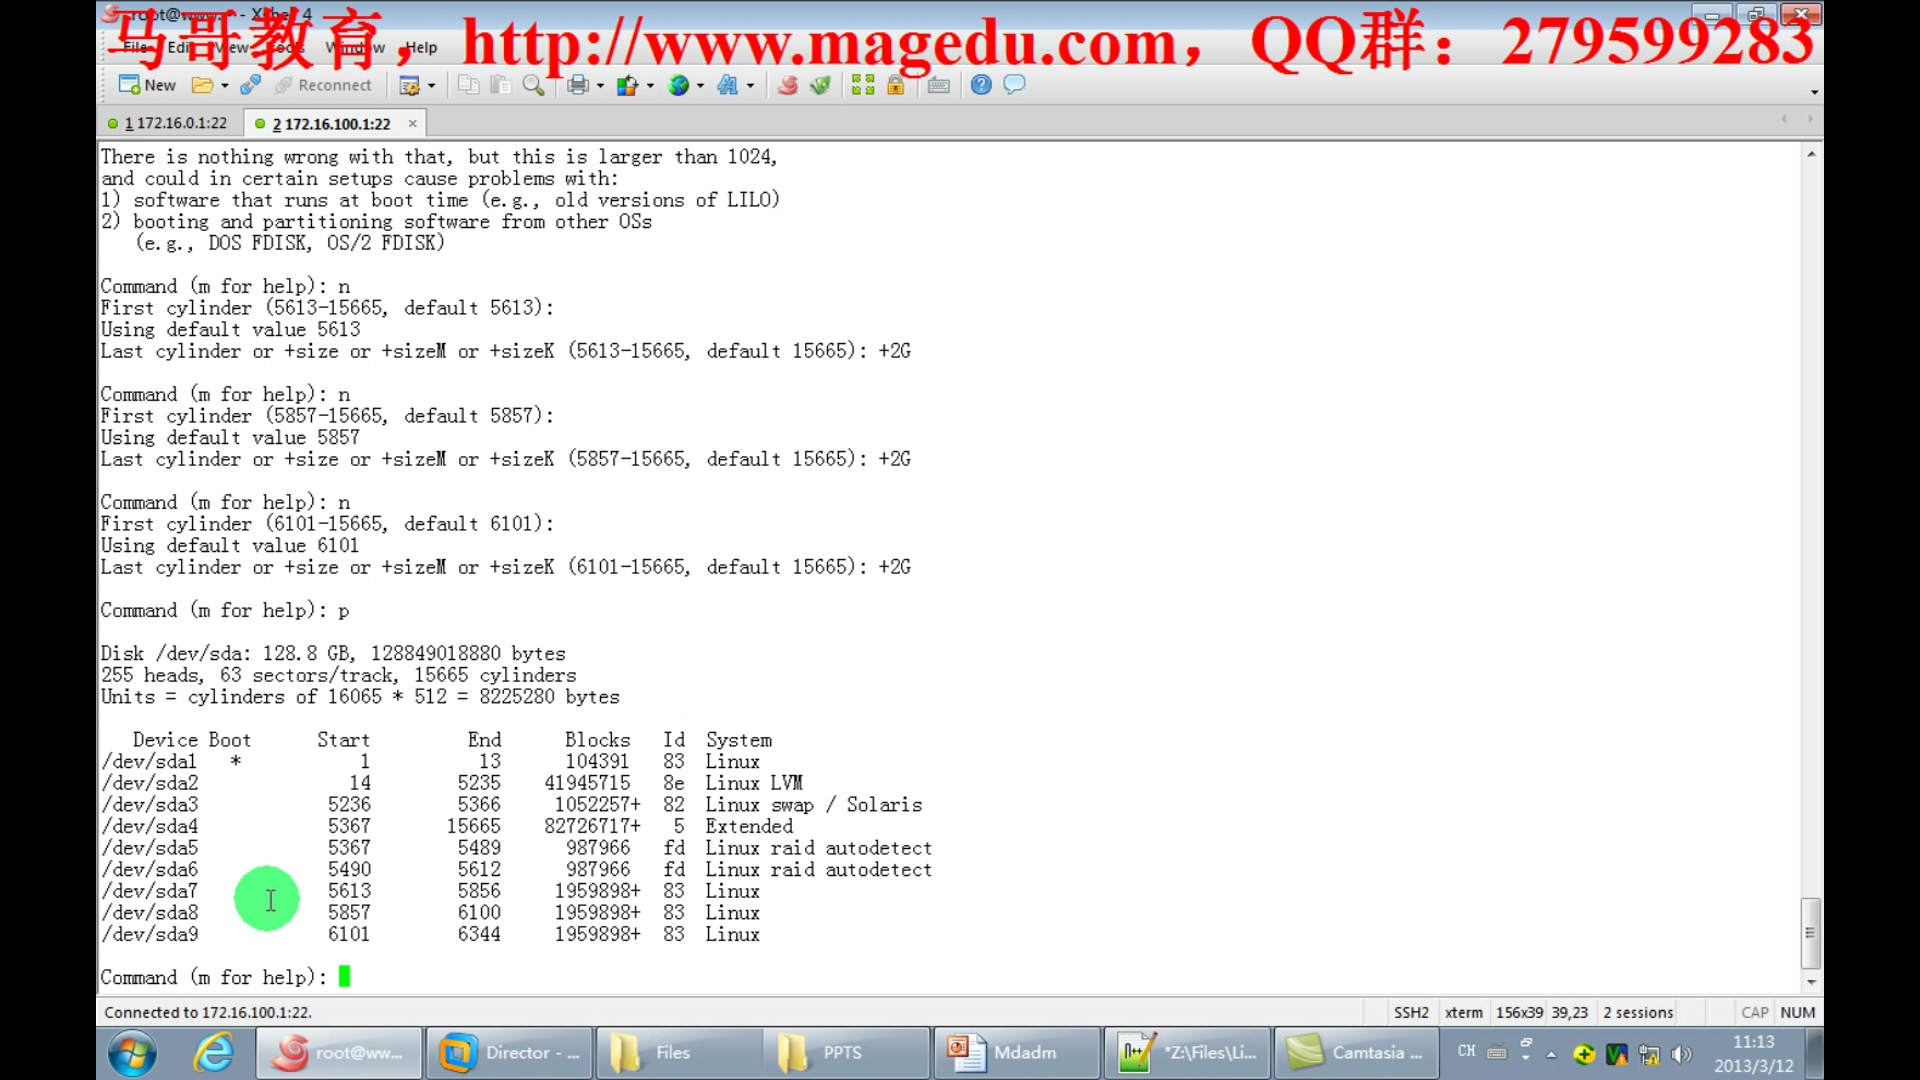 root@www:~ - Xshell 4
马哥教育，http://www.magedu.com，QQ群：279599283
File Edit View Tools Window Help
New Reconnect
1 172.16.0.1:22 2 172.16.100.1:22
There is nothing wrong with that, but this is larger than 1024,
and could in certain setups cause problems with:
1) software that runs at boot time (e.g., old versions of LILO)
2) booting and partitioning software from other OSs
(e.g., DOS FDISK, OS/2 FDISK)
Command (m for help): n
First cylinder (5613-15665, default 5613):
Using default value 5613
Last cylinder or +size or +sizeM or +sizeK (5613-15665, default 15665): +2G
Command (m for help): n
First cylinder (5857-15665, default 5857):
Using default value 5857
Last cylinder or +size or +sizeM or +sizeK (5857-15665, default 15665): +2G
Command (m for help): n
First cylinder (6101-15665, default 6101):
Using default value 6101
Last cylinder or +size or +sizeM or +sizeK (6101-15665, default 15665): +2G
Command (m for help): p
Disk /dev/sda: 128.8 GB, 128849018880 bytes
255 heads, 63 sectors/track, 15665 cylinders
Units = cylinders of 16065 * 512 = 8225280 bytes
Device Boot Start End Blocks Id System
/dev/sda1 * 1 13 104391 83 Linux
/dev/sda2 14 5235 41945715 8e Linux LVM
/dev/sda3 5236 5366 1052257+ 82 Linux swap / Solaris
/dev/sda4 5367 15665 82726717+ 5 Extended
/dev/sda5 5367 5489 987966 fd Linux raid autodetect
/dev/sda6 5490 5612 987966 fd Linux raid autodetect
/dev/sda7 5613 5856 1959898+ 83 Linux
/dev/sda8 5857 6100 1959898+ 83 Linux
/dev/sda9 6101 6344 1959898+ 83 Linux
Command (m for help):
Connected to 172.16.100.1:22. SSH2 xterm 156x39 39,23 2 sessions CAP NUM
root@ww... Director - ... Files PPTS Mdadm *Z:\Files\Li... Camtasia ... CH 11:13
2013/3/12